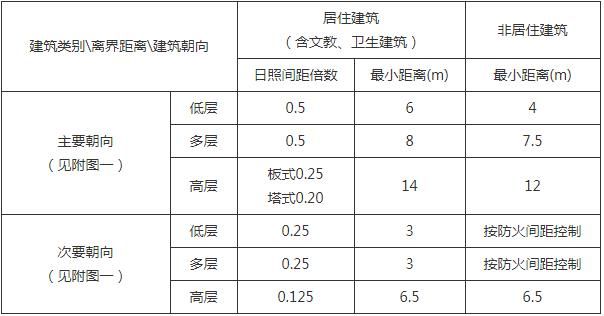 建筑类别\离界距离\建筑朝向
居住建筑
（含文教、卫生建筑）
非居住建筑
日照间距倍数
最小距离(m)
最小距离(m)
主要朝向
（见附图一）
低层
0.5
6
4
多层
0.5
8
7.5
高层
板式0.25
塔式0.20
14
12
次要朝向
（见附图一）
低层
0.25
3
按防火间距控制
多层
0.25
3
按防火间距控制
高层
0.125
6.5
6.5